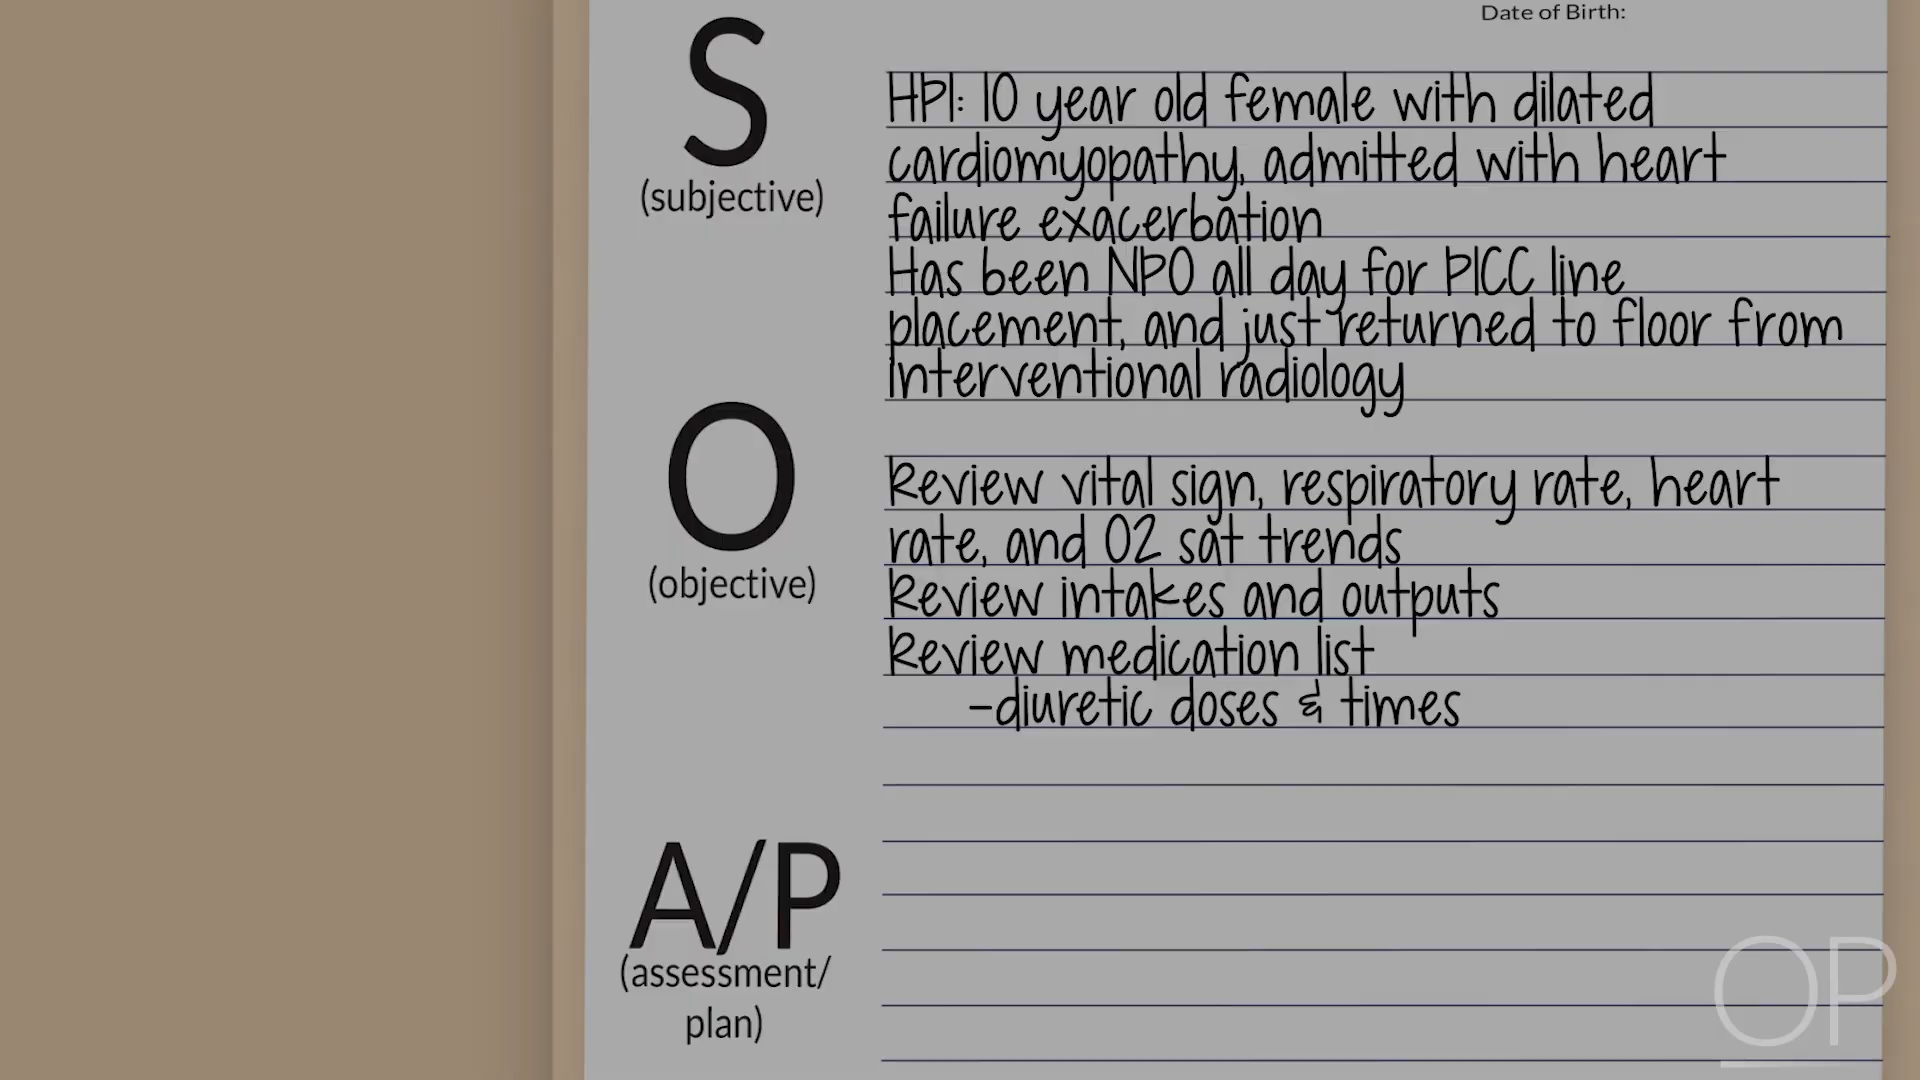 Date of Birth:
S
(subjective)
HPI: 10 year old female with dilated
cardiomyopathy, admitted with heart
failure exacerbation
Has been NPO all day for PICC line
placement, and just returned to floor from
interventional radiology
O
(objective)
Review vital sign, respiratory rate, heart
rate, and O2 sat trends
Review intakes and outputs
Review medication list
-diuretic doses & times
A/P
(assessment/
plan)
OP